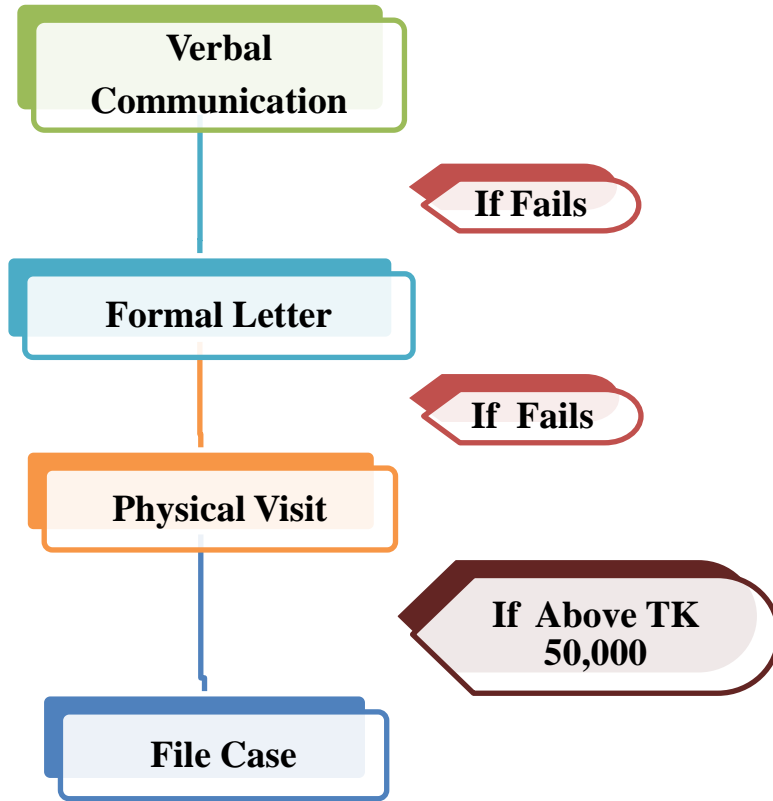 Verbal
Communication
If Fails
Formal Letter
If Fails
Physical Visit
If Above TK
50,000
File Case